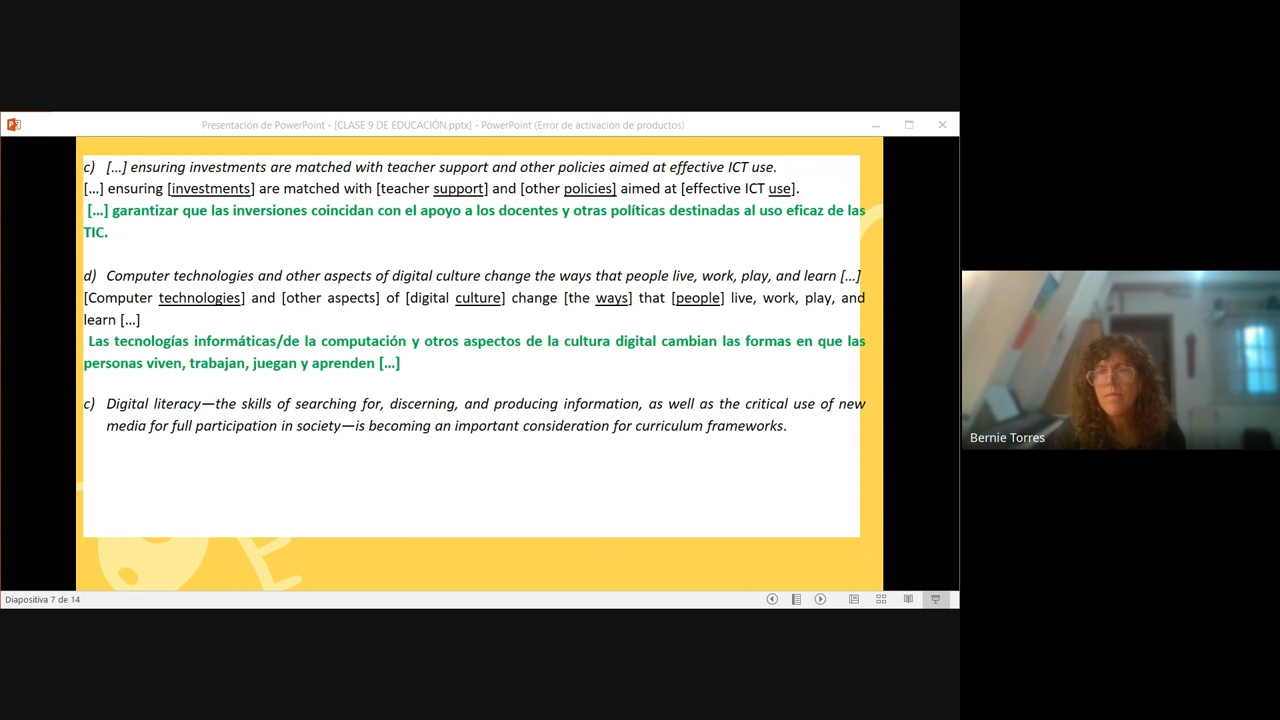 Presentación de PowerPoint - [CLASE 9 DE EDUCACIÓN.pptx] - PowerPoint (Error de activación de productos)
c) [...] ensuring investments are matched with teacher support and other policies aimed at effective ICT use.
[...] ensuring [investments] are matched with [teacher support] and [other policies] aimed at [effective ICT use].
[...] garantizar que las inversiones coincidan con el apoyo a los docentes y otras políticas destinadas al uso eficaz de las
TIC.
d) Computer technologies and other aspects of digital culture change the ways that people live, work, play, and learn [...]
[Computer technologies] and [other aspects] of [digital culture] change [the ways] that [people] live, work, play, and
learn [...]
Las tecnologías informáticas/de la computación y otros aspectos de la cultura digital cambian las formas en que las
personas viven, trabajan, juegan y aprenden [...]
c) Digital literacy—the skills of searching for, discerning, and producing information, as well as the critical use of new
media for full participation in society—is becoming an important consideration for curriculum frameworks.
Bernie Torres
Diapositiva 7 de 14